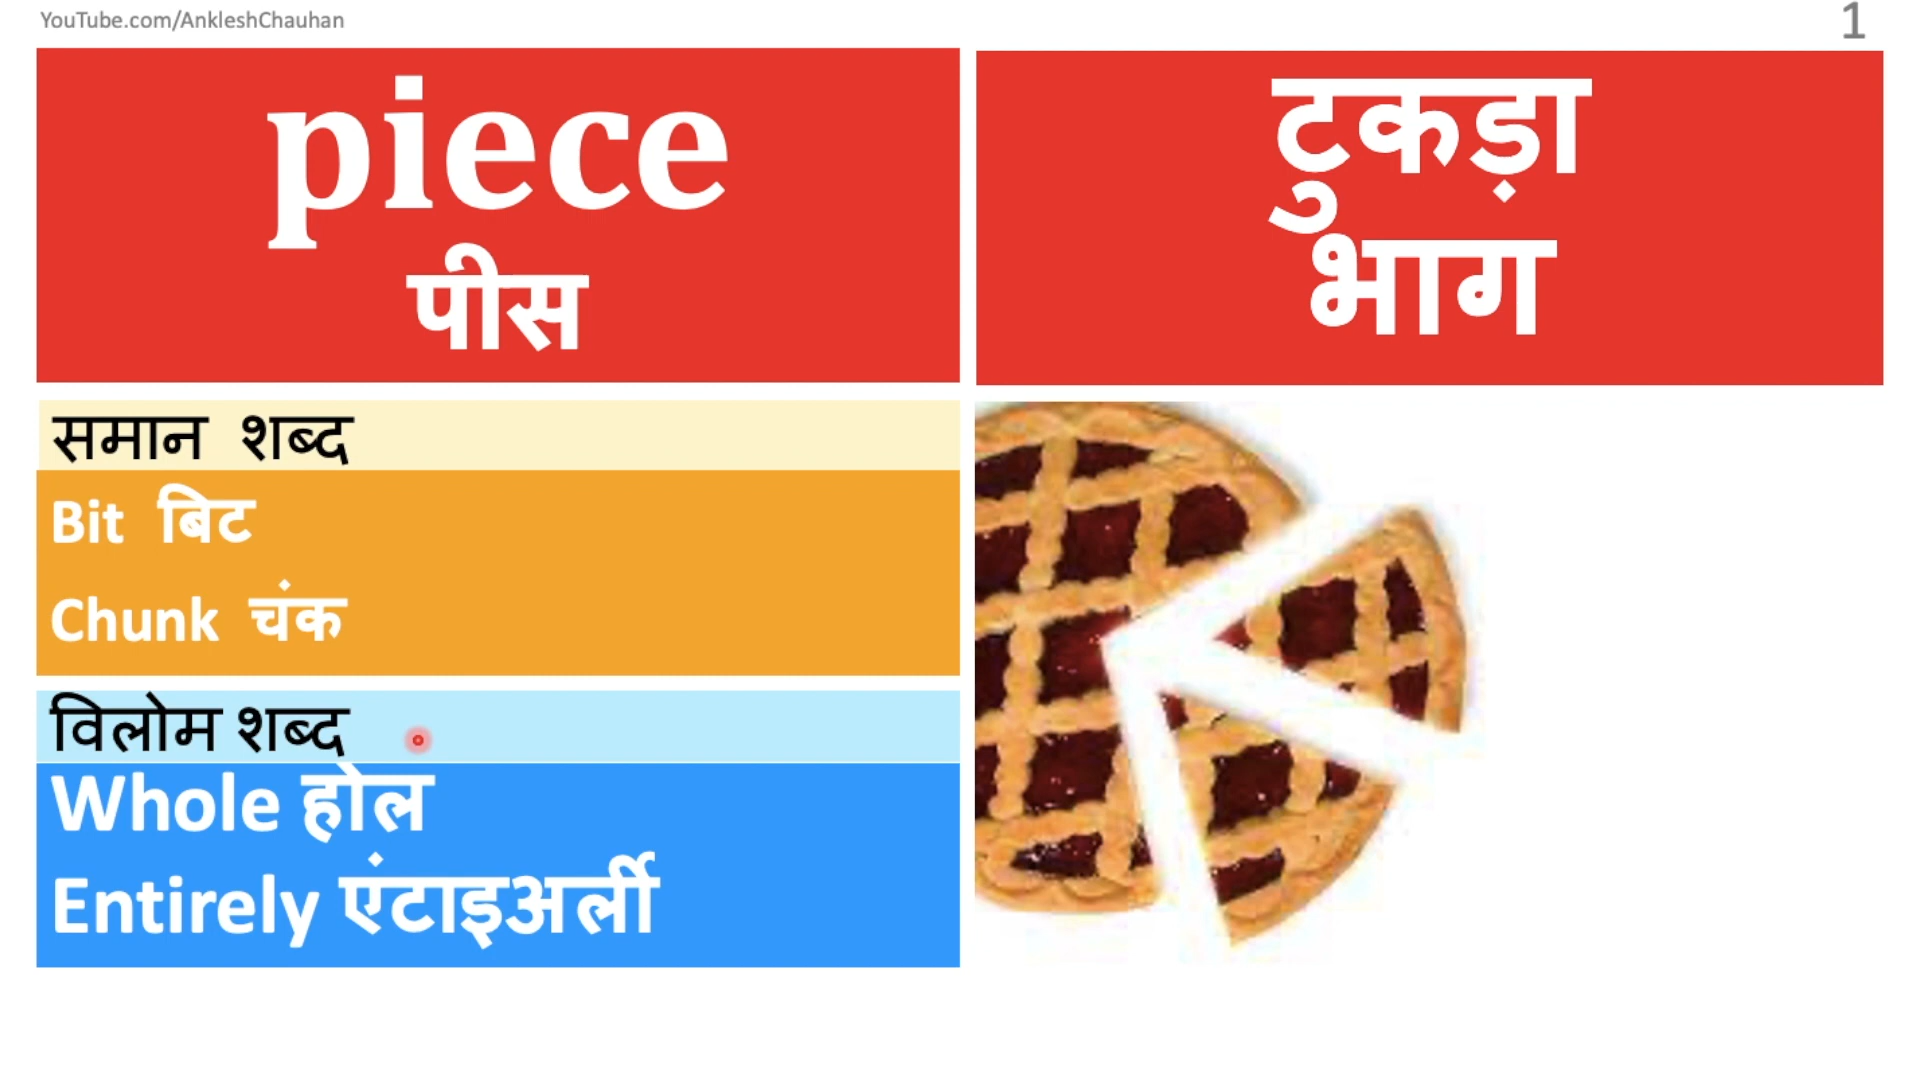 YouTube.com/AnkleshChauhan
1
piece
पीस
टुकड़ा
भाग
समान शब्द
Bit बिट
Chunk चंक
विलोम शब्द
Whole होल
Entirely एंटाइअर्ली